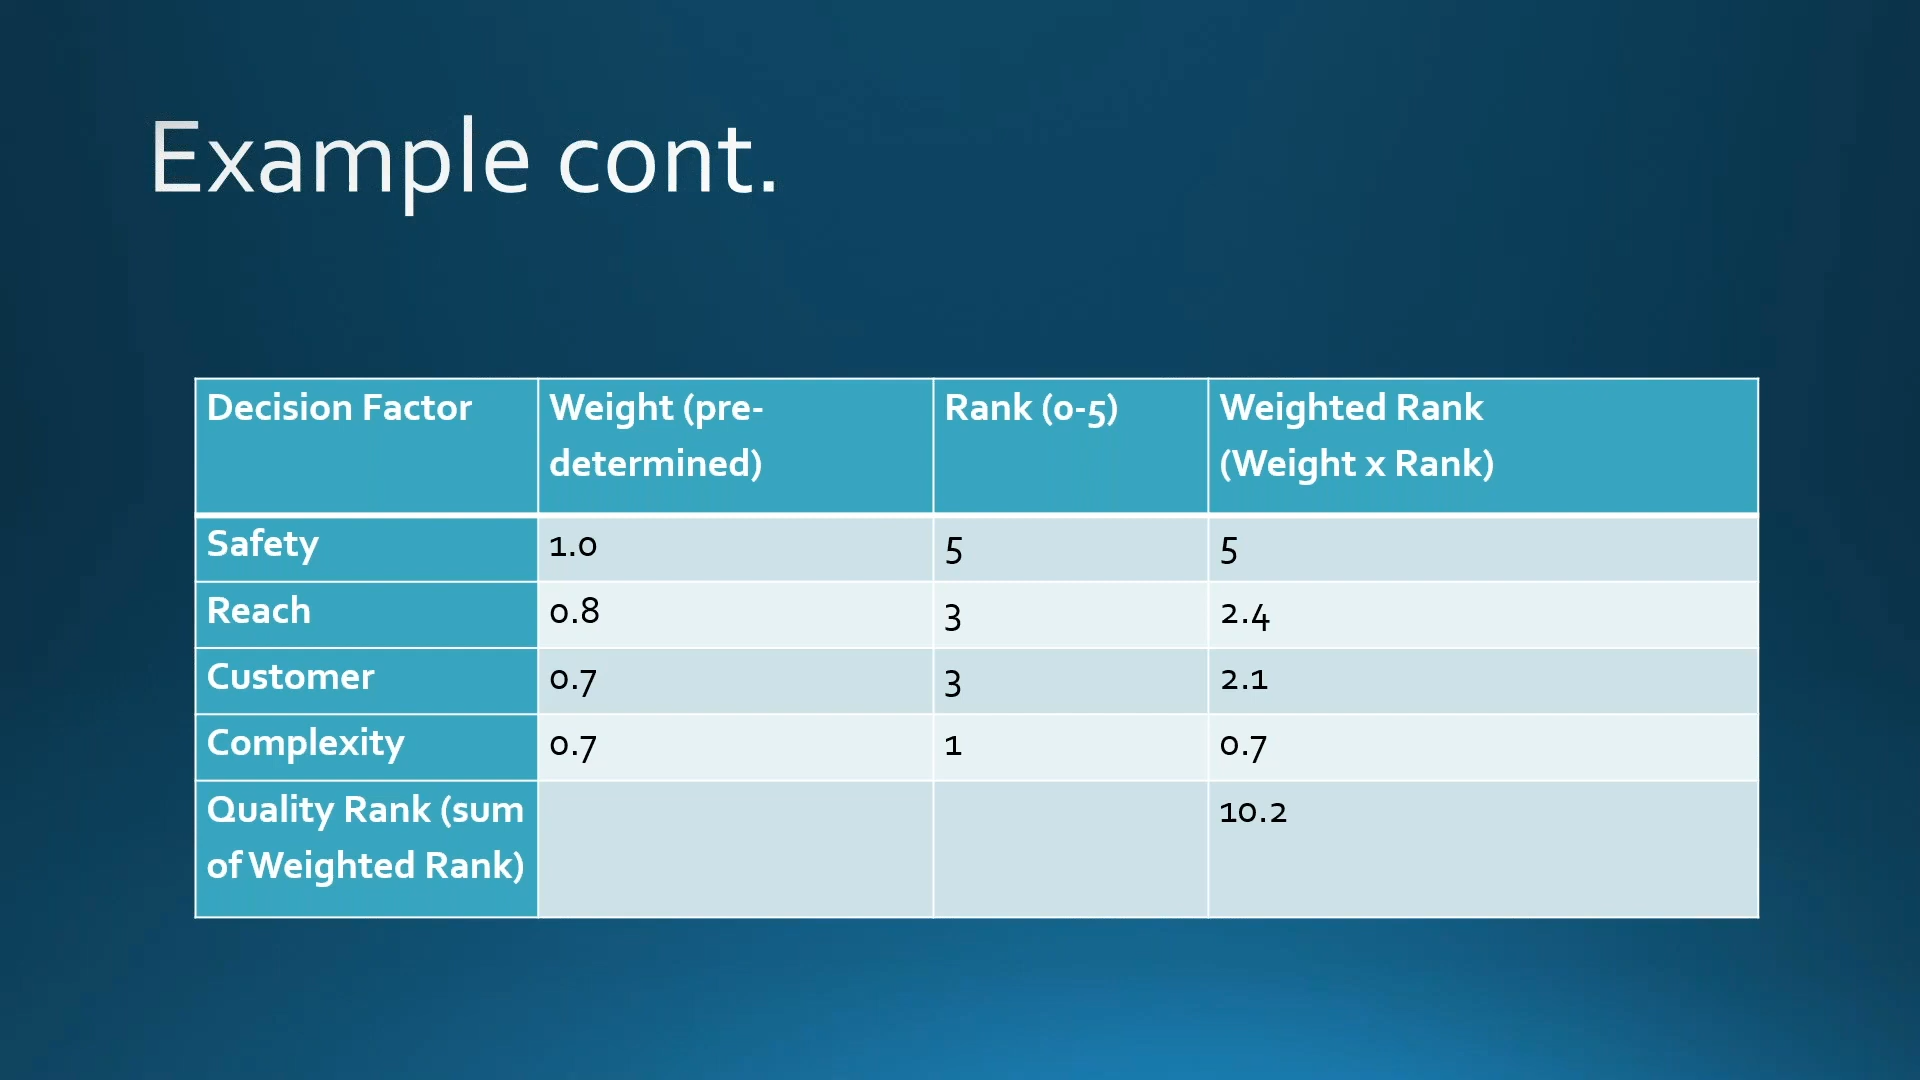 Example cont.
Decision Factor
Weight (pre-
determined)
Rank (0-5)
Weighted Rank
(Weight x Rank)
Safety
1.0
5
5
Reach
0.8
3
2.4
Customer
0.7
3
2.1
Complexity
0.7
1
0.7
Quality Rank (sum
of Weighted Rank)
10.2